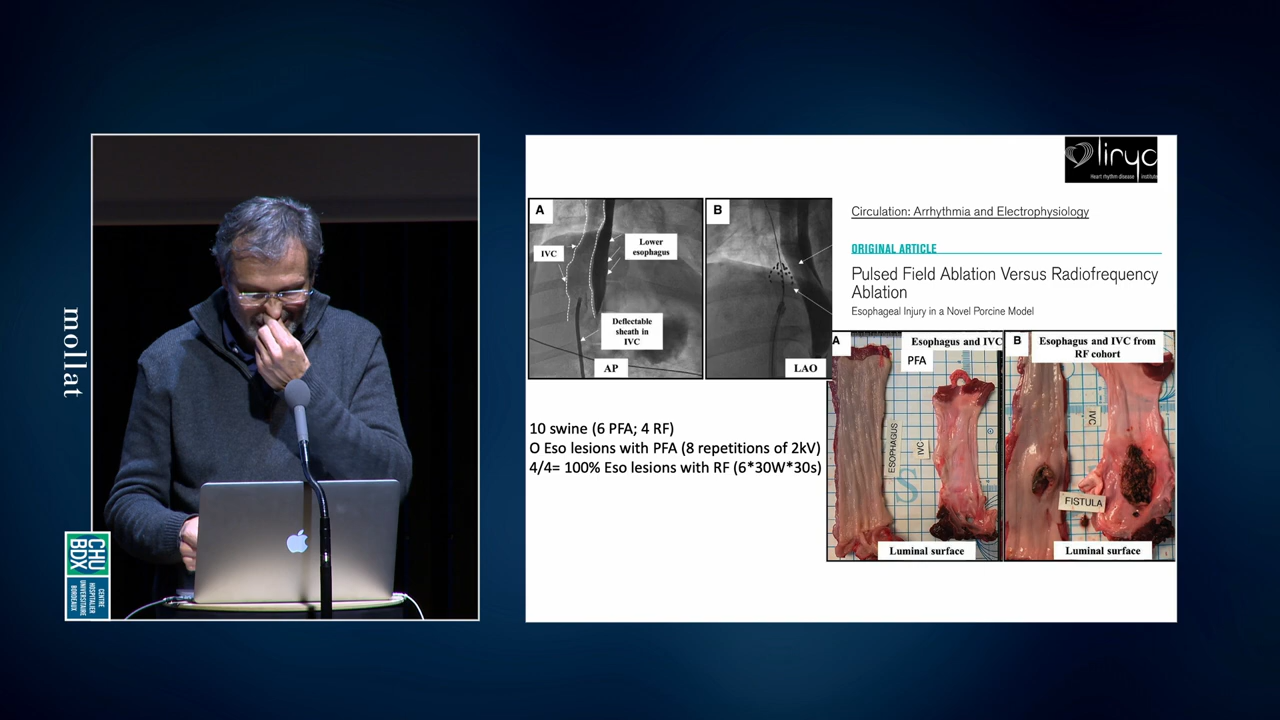 mollat
CHU
BDX
CENTRE
HOSPITALIER
UNIVERSITAIRE
BORDEAUX
liryc
Heart rhythm disease institute
A
B
IVC
Lower
esophagus
Deflectable
sheath in
IVC
AP
LAO
Circulation: Arrhythmia and Electrophysiology
ORIGINAL ARTICLE
Pulsed Field Ablation Versus Radiofrequency
Ablation
Esophageal Injury in a Novel Porcine Model
10 swine (6 PFA; 4 RF)
O Eso lesions with PFA (8 repetitions of 2kV)
4/4= 100% Eso lesions with RF (6*30W*30s)
A
Esophagus and IVC
PFA
ESOPHAGUS
IVC
S
Luminal surface
B
Esophagus and IVC from
RF cohort
IVC
FISTULA
Luminal surface